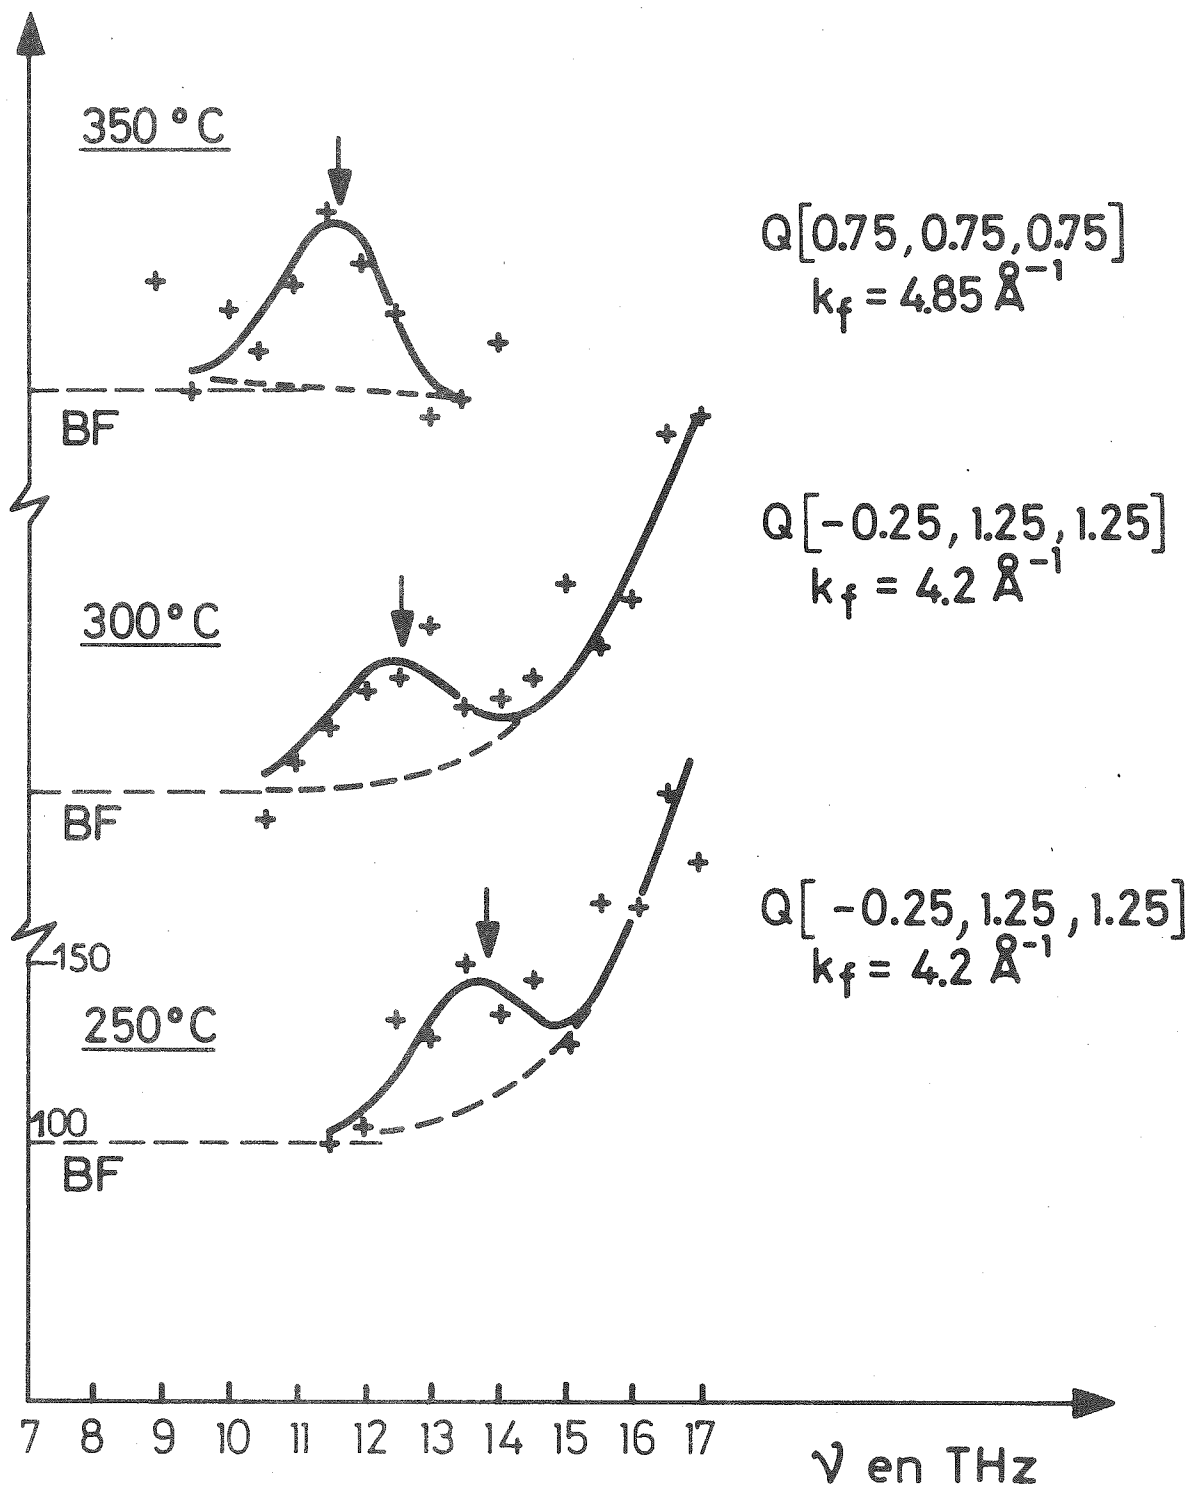 350 °C
Q[0.75, 0.75, 0.75]
kf = 4.85 Å⁻¹
BF
Q[-0.25, 1.25, 1.25]
kf = 4.2 Å⁻¹
300°C
BF
Q[-0.25, 1.25, 1.25]
kf = 4.2 Å⁻¹
150
250°C
100
BF
7 8 9 10 11 12 13 14 15 16 17
ν en THz